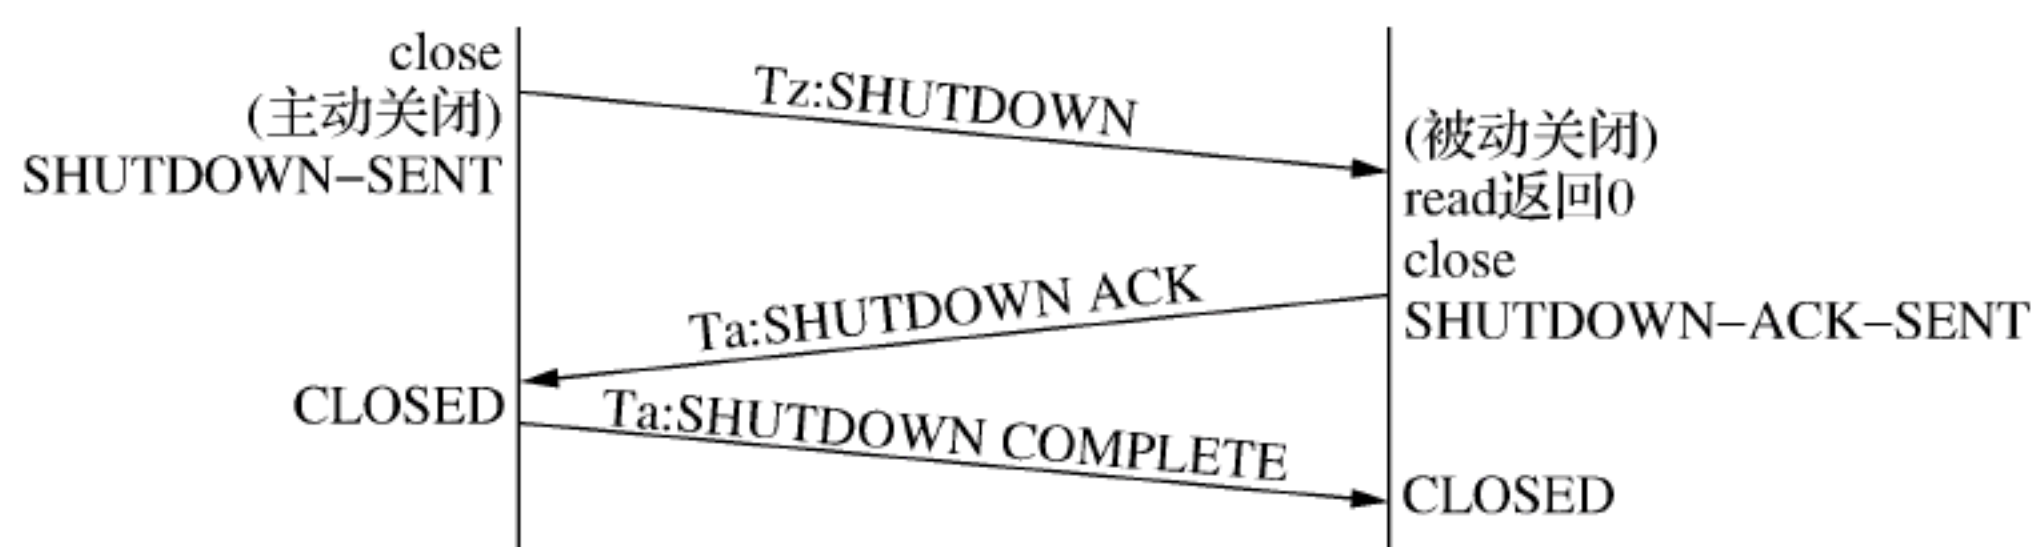 close
(主动关闭)
SHUTDOWN–SENT
Tz:SHUTDOWN
(被动关闭)
read返回0
close
SHUTDOWN–ACK–SENT
Ta:SHUTDOWN ACK
CLOSED
Ta:SHUTDOWN COMPLETE
CLOSED